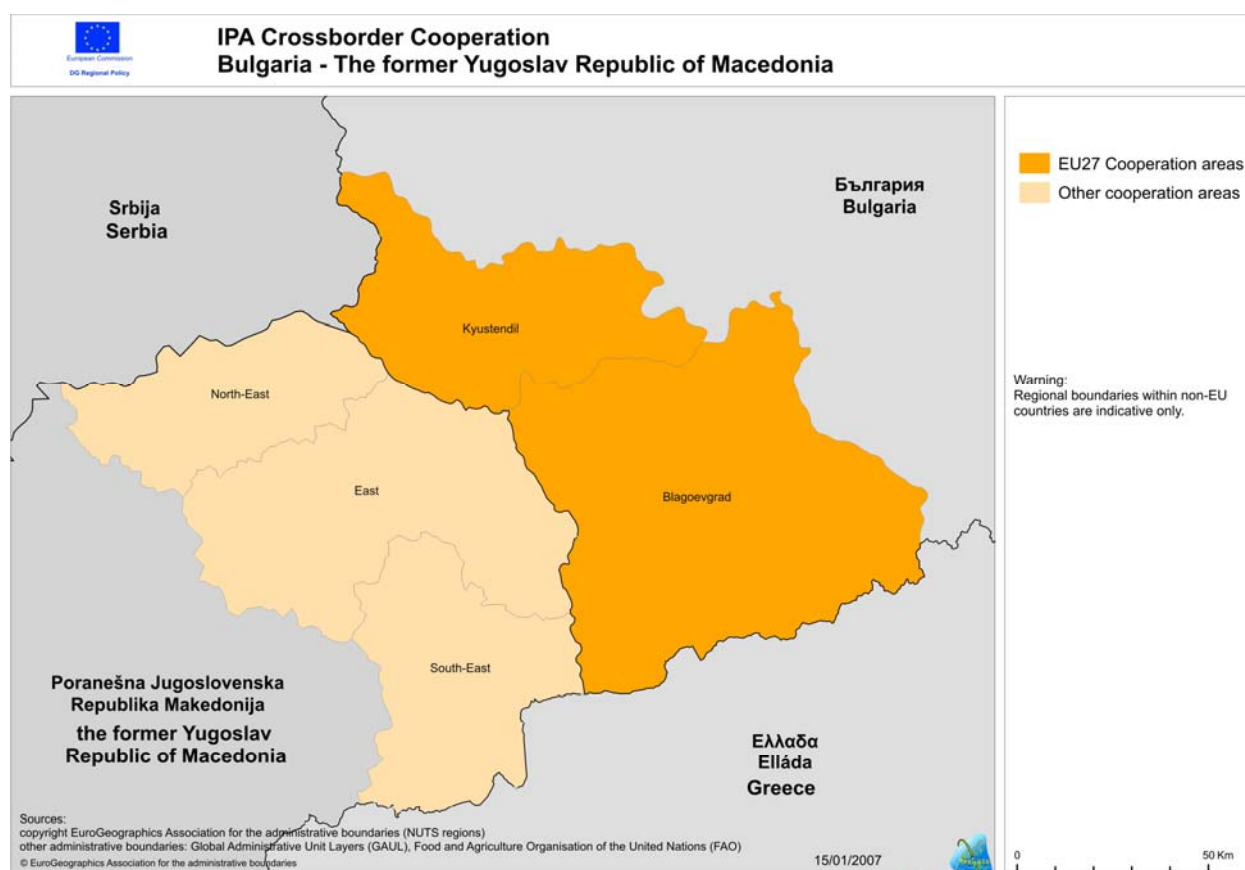 European Commission
DG Regional Policy
IPA Crossborder Cooperation
Bulgaria - The former Yugoslav Republic of Macedonia
Srbija
Serbia
България
Bulgaria
Kyustendil
North-East
East
Blagoevgrad
South-East
Poranešna Jugoslovenska
Republika Makedonija
the former Yugoslav
Republic of Macedonia
Ελλαδα
Elláda
Greece
Sources:
copyright EuroGeographics Association for the administrative boundaries (NUTS regions)
other administrative boundaries: Global Administrative Unit Layers (GAUL), Food and Agriculture Organisation of the United Nations (FAO)
© EuroGeographics Association for the administrative boundaries
15/01/2007
EU27 Cooperation areas
Other cooperation areas
Warning:
Regional boundaries within non-EU
countries are indicative only.
0 50 Km